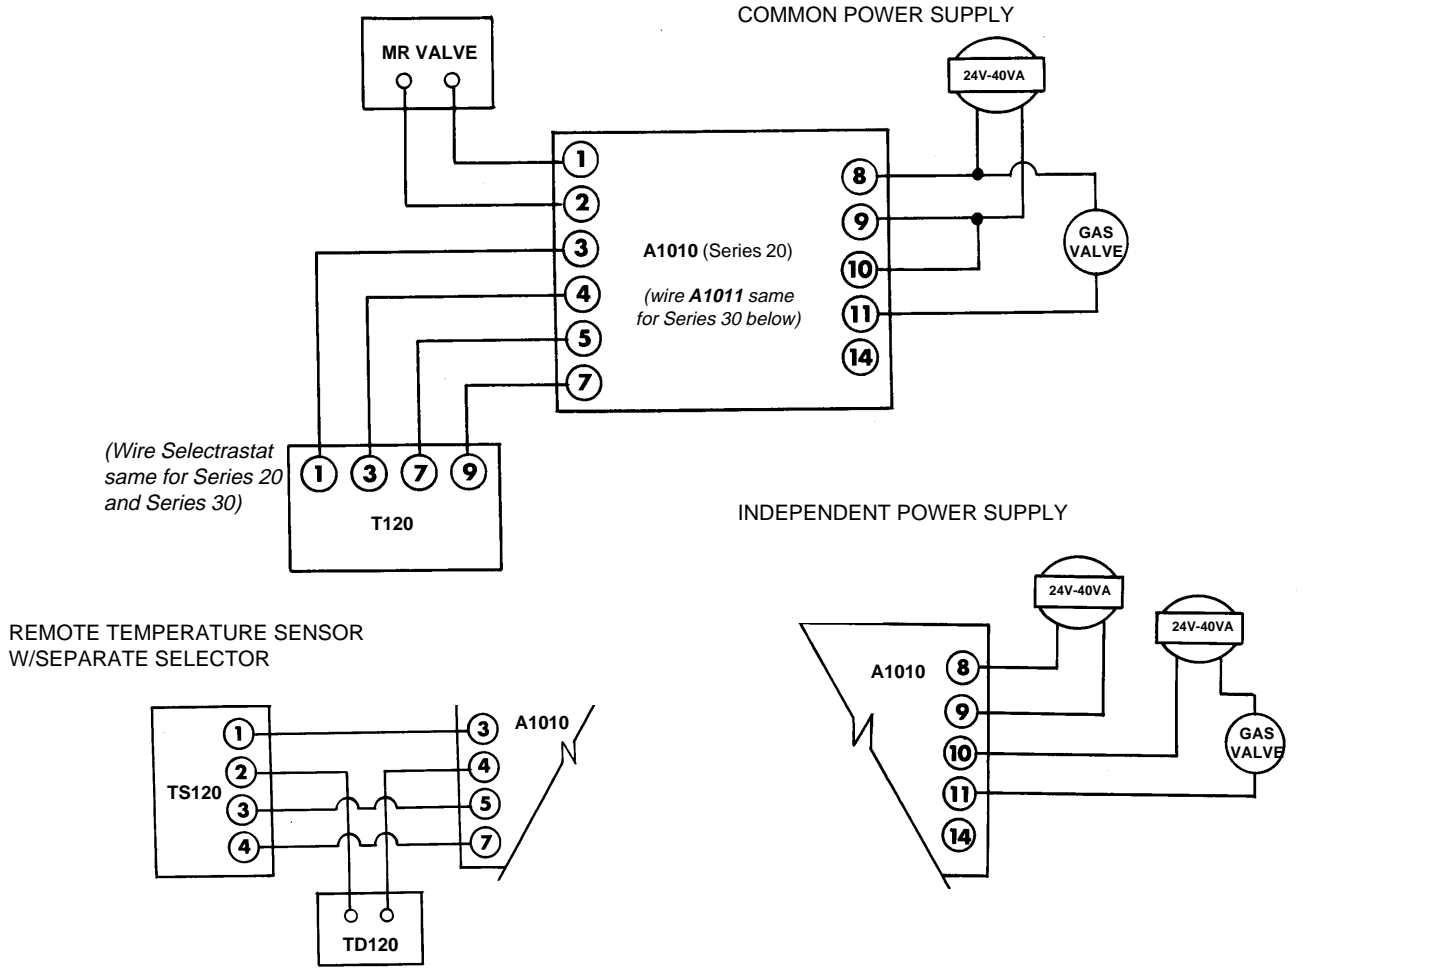 COMMON POWER SUPPLY
MR VALVE
24V-40VA
1
2
3
4
5
7
A1010 (Series 20)
(wire A1011 same
for Series 30 below)
8
9
10
11
14
GAS
VALVE
(Wire Selectrastat
same for Series 20
and Series 30)
1 3 7 9
T120
INDEPENDENT POWER SUPPLY
24V-40VA
24V-40VA
A1010
8
9
10
11
14
GAS
VALVE
REMOTE TEMPERATURE SENSOR
W/SEPARATE SELECTOR
TS120
1
2
3
4
3
4
5
7
A1010
TD120